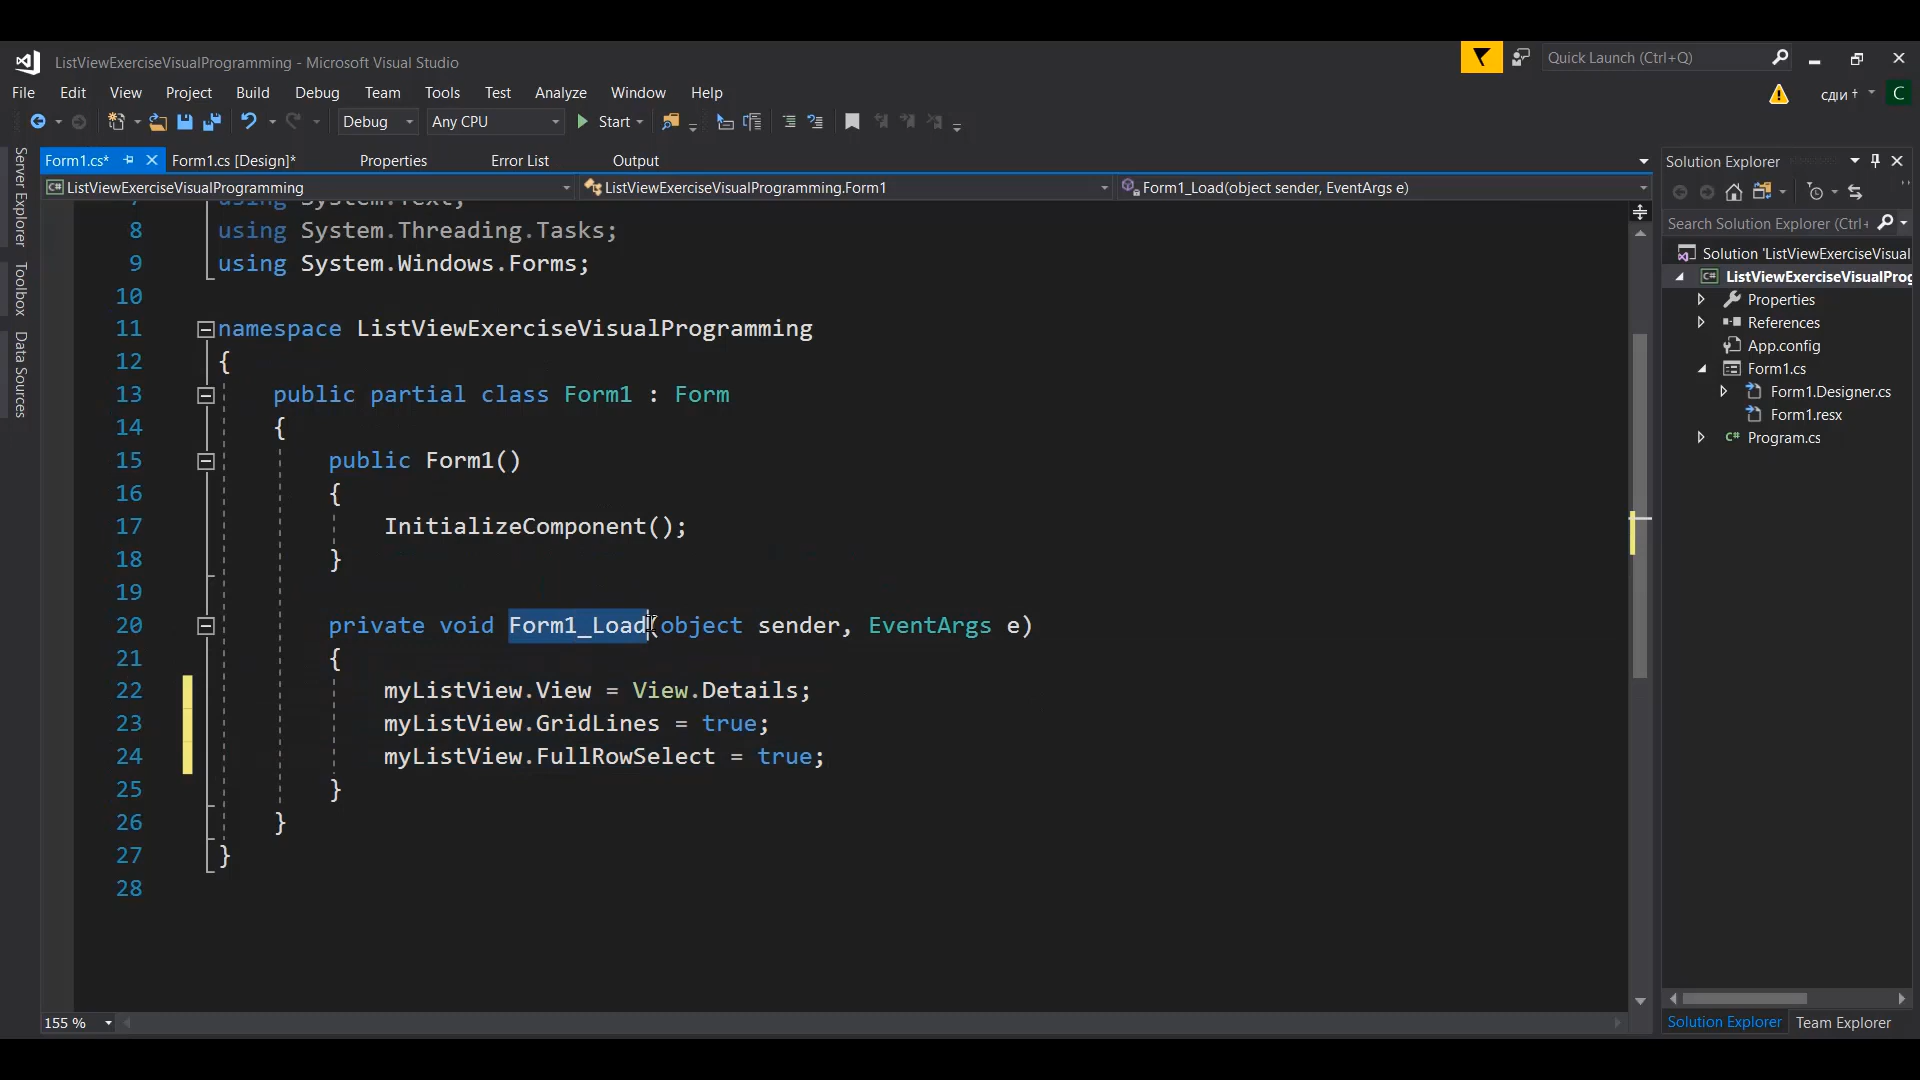 ListViewExerciseVisualProgramming - Microsoft Visual Studio
Quick Launch (Ctrl+Q)
File Edit View Project Build Debug Team Tools Test Analyze Window Help
сди †
C
Debug Any CPU Start
Form1.cs* Form1.cs [Design]* Properties Error List Output
ListViewExerciseVisualProgramming ListViewExerciseVisualProgramming.Form1 Form1_Load(object sender, EventArgs e)
Server Explorer
Toolbox
Data Sources
7 using System.Text;
8 using System.Threading.Tasks;
9 using System.Windows.Forms;
10
11 namespace ListViewExerciseVisualProgramming
12 {
13 public partial class Form1 : Form
14 {
15 public Form1()
16 {
17 InitializeComponent();
18 }
19
20 private void Form1_Load(object sender, EventArgs e)
21 {
22 myListView.View = View.Details;
23 myListView.GridLines = true;
24 myListView.FullRowSelect = true;
25 }
26 }
27 }
28
155 %
Solution Explorer
Search Solution Explorer (Ctrl+
Solution 'ListViewExerciseVisual
ListViewExerciseVisualProg
Properties
References
App.config
Form1.cs
Form1.Designer.cs
Form1.resx
Program.cs
Solution Explorer Team Explorer